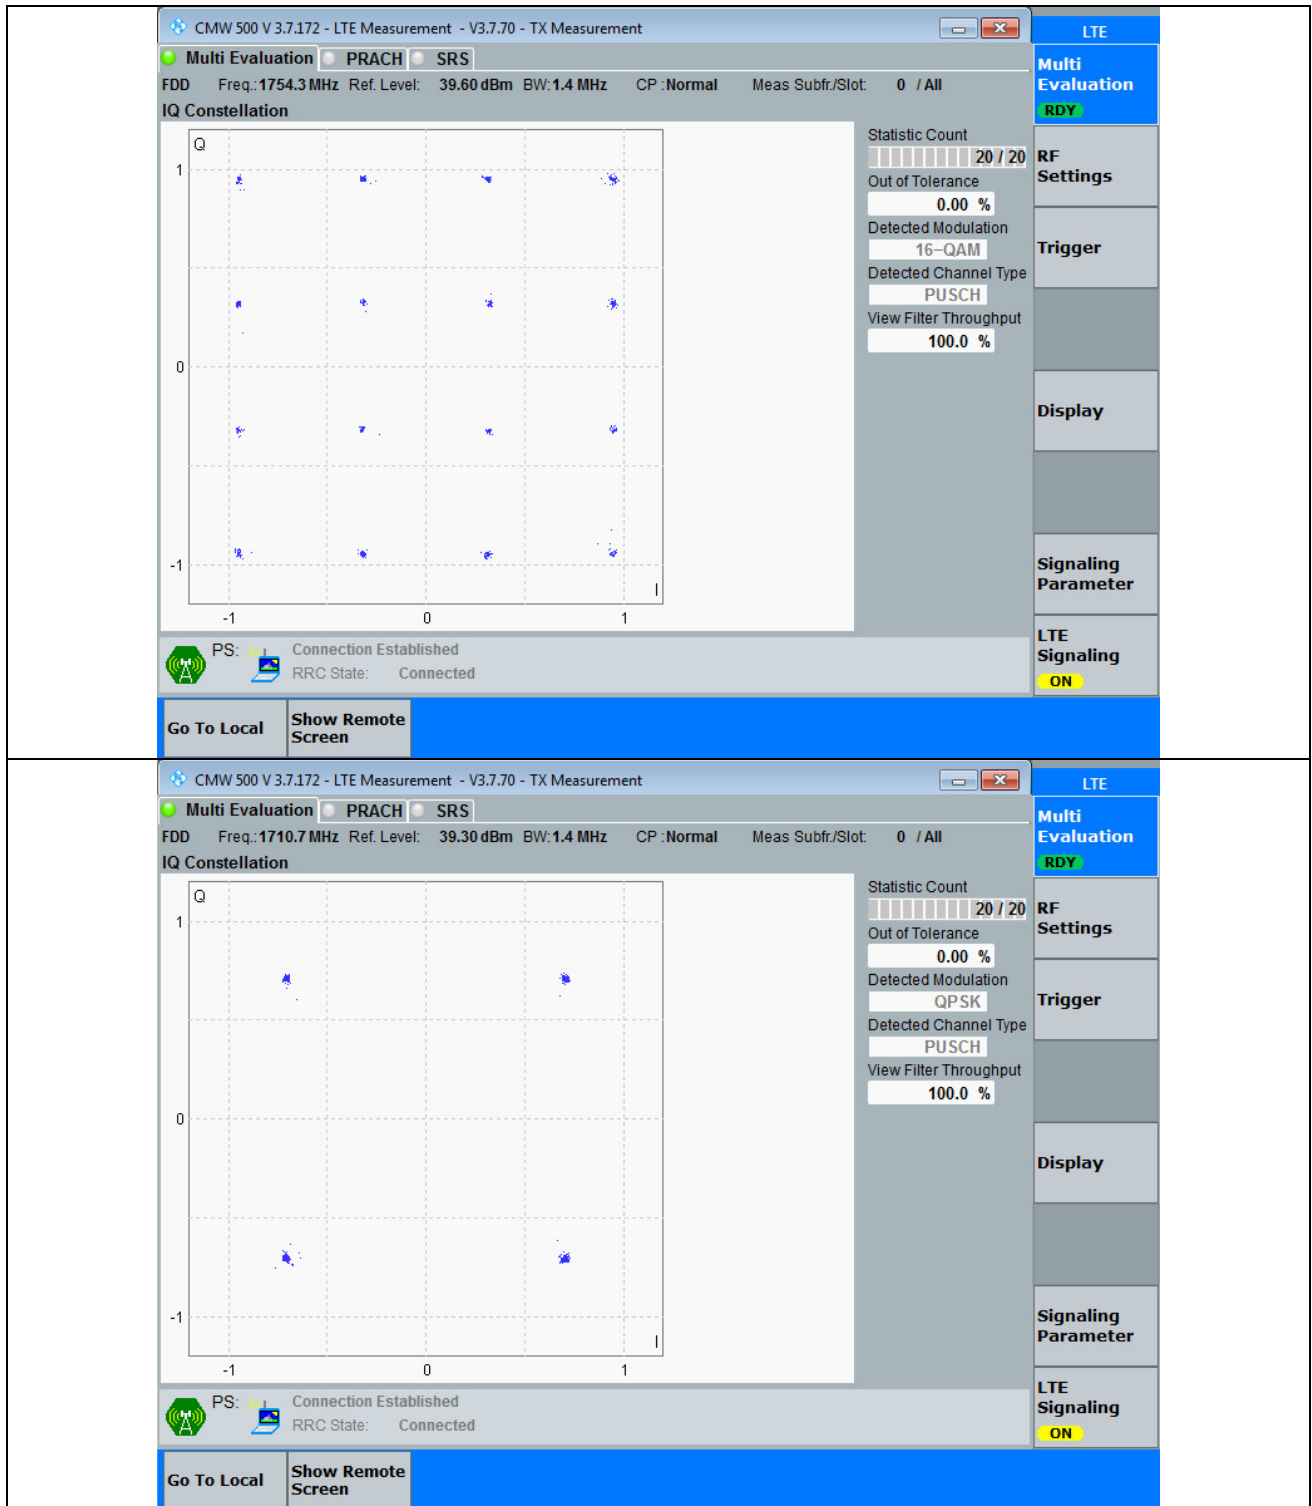 CMW 500 V 3.7.172 - LTE Measurement - V3.7.70 - TX Measurement
LTE
Multi Evaluation PRACH SRS
FDD Freq.: 1754.3 MHz Ref. Level: 39.60 dBm BW: 1.4 MHz CP : Normal Meas Subfr./Slot: 0 / All
IQ Constellation
Multi
Evaluation
RDY
Q
1
0
-1
I
-1 0 1
Statistic Count
20 / 20
Out of Tolerance
0.00 %
Detected Modulation
16-QAM
Detected Channel Type
PUSCH
View Filter Throughput
100.0 %
RF
Settings
Trigger
Display
Signaling
Parameter
LTE
Signaling
ON
PS: Connection Established
RRC State: Connected
Go To Local
Show Remote
Screen
CMW 500 V 3.7.172 - LTE Measurement - V3.7.70 - TX Measurement
LTE
Multi Evaluation PRACH SRS
FDD Freq.: 1710.7 MHz Ref. Level: 39.30 dBm BW: 1.4 MHz CP : Normal Meas Subfr./Slot: 0 / All
IQ Constellation
Multi
Evaluation
RDY
Q
1
0
-1
I
-1 0 1
Statistic Count
20 / 20
Out of Tolerance
0.00 %
Detected Modulation
QPSK
Detected Channel Type
PUSCH
View Filter Throughput
100.0 %
RF
Settings
Trigger
Display
Signaling
Parameter
LTE
Signaling
ON
PS: Connection Established
RRC State: Connected
Go To Local
Show Remote
Screen